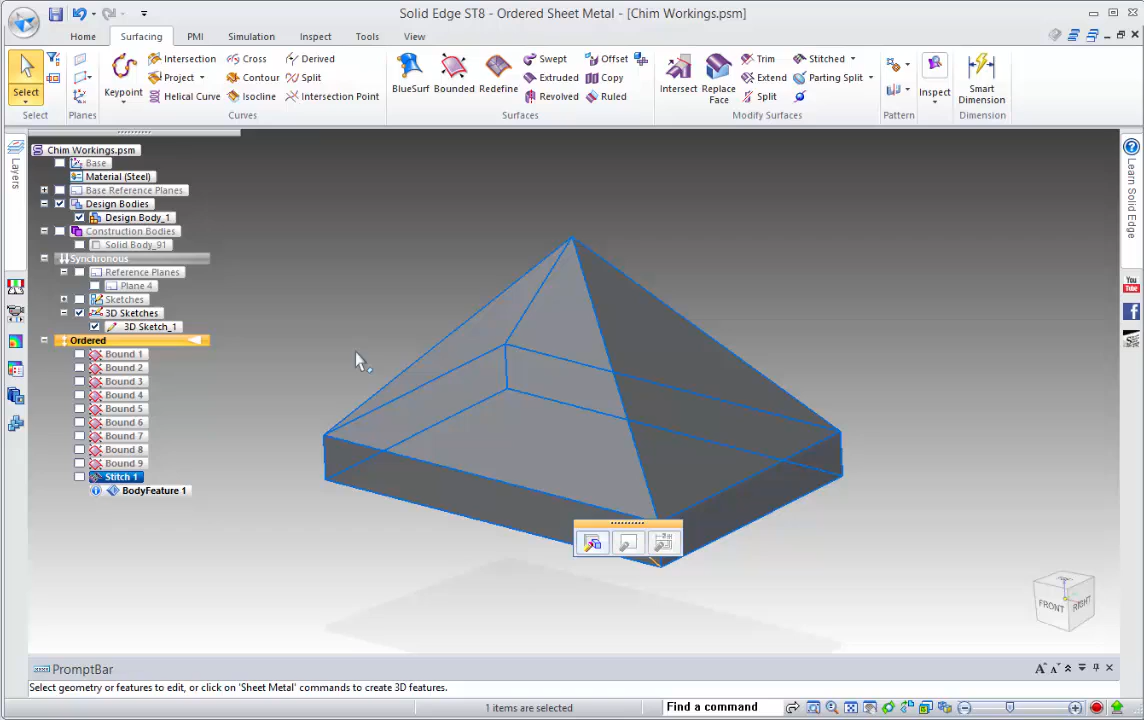 Solid Edge ST8 - Ordered Sheet Metal - [Chim Workings.psm]
Home Surfacing PMI Simulation Inspect Tools View
Intersection Cross Derived Swept Offset Trim Stitched
Project Contour Split Extruded Copy Extend Parting Split
Select Keypoint BlueSurf Bounded Redefine Intersect Replace Face Inspect Smart Dimension
Helical Curve Isocline Intersection Point Revolved Ruled Split
Select Planes Curves Surfaces Modify Surfaces Pattern Dimension
Layers
Learn Solid Edge
You Tube
Chim Workings.psm
Base
Material (Steel)
Base Reference Planes
Design Bodies
Design Body_1
Construction Bodies
Solid Body_91
Synchronous
Reference Planes
Plane 4
Sketches
3D Sketches
3D Sketch_1
Ordered
Bound 1
Bound 2
Bound 3
Bound 4
Bound 5
Bound 6
Bound 7
Bound 8
Bound 9
Stitch 1
BodyFeature 1
FRONT RIGHT
PromptBar
Select geometry or features to edit, or click on 'Sheet Metal' commands to create 3D features.
1 items are selected Find a command